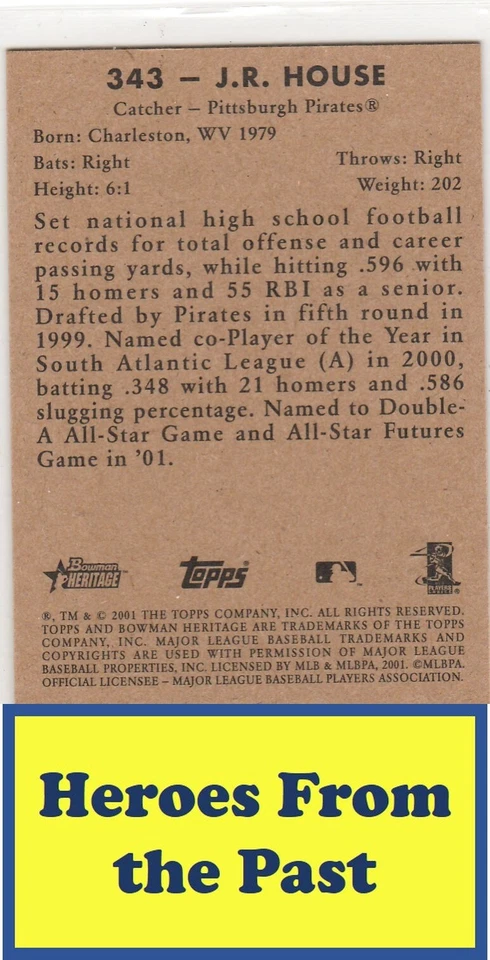 343 – J.R. HOUSE
Catcher – Pittsburgh Pirates®
Born: Charleston, WV 1979
Bats: Right Throws: Right
Height: 6:1 Weight: 202
Set national high school football
records for total offense and career
passing yards, while hitting .596 with
15 homers and 55 RBI as a senior.
Drafted by Pirates in fifth round in
1999. Named co-Player of the Year in
South Atlantic League (A) in 2000,
batting .348 with 21 homers and .586
slugging percentage. Named to Double-
A All-Star Game and All-Star Futures
Game in ’01.
Bowman
HERITAGE
TOPPS
PLAYERS
®, TM & © 2001 THE TOPPS COMPANY, INC. ALL RIGHTS RESERVED.
TOPPS AND BOWMAN HERITAGE ARE TRADEMARKS OF THE TOPPS
COMPANY, INC. MAJOR LEAGUE BASEBALL TRADEMARKS AND
COPYRIGHTS ARE USED WITH PERMISSION OF MAJOR LEAGUE
BASEBALL PROPERTIES, INC. LICENSED BY MLB & MLBPA, 2001. ©MLBPA.
OFFICIAL LICENSEE – MAJOR LEAGUE BASEBALL PLAYERS ASSOCIATION.
Heroes From
the Past